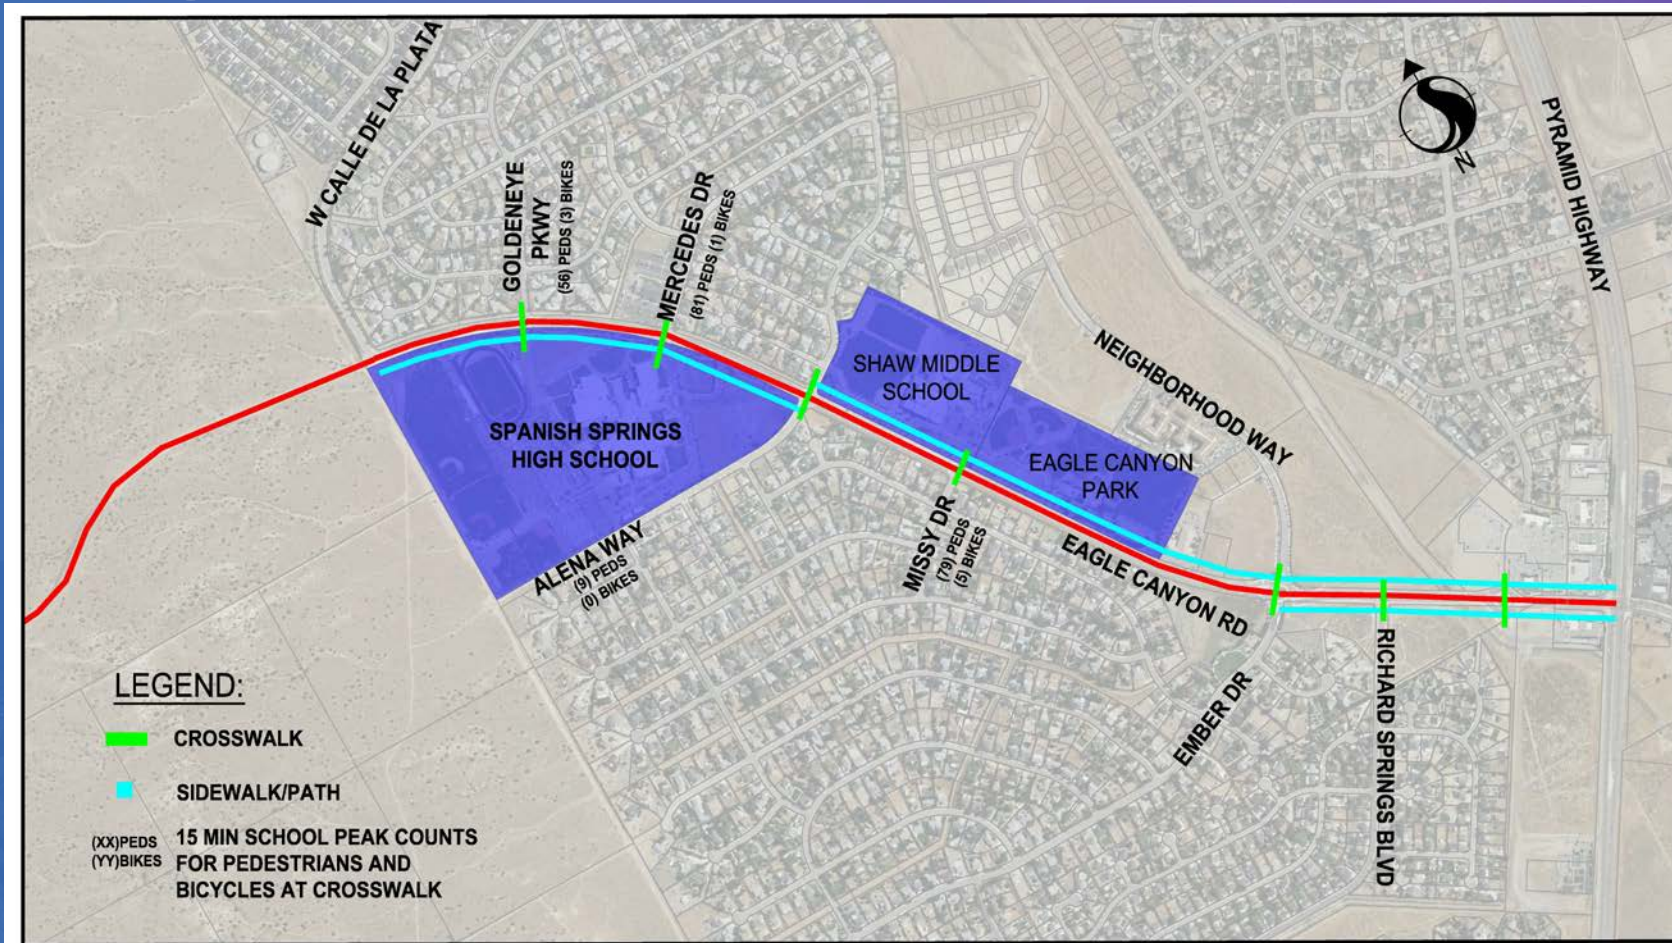 W CALLE DE LA PLATA
GOLDENEYE
PKWY
(56) PEDS (3) BIKES
MERCEDES DR
(81) PEDS (1) BIKES
N
PYRAMID HIGHWAY
SHAW MIDDLE
SCHOOL
NEIGHBORHOOD WAY
SPANISH SPRINGS
HIGH SCHOOL
EAGLE CANYON
PARK
ALENA WAY
(9) PEDS
(0) BIKES
MISSY DR
(79) PEDS
(5) BIKES
EAGLE CANYON RD
EMBER DR
RICHARD SPRINGS BLVD
LEGEND:
CROSSWALK
SIDEWALK/PATH
(XX)PEDS
(YY)BIKES
15 MIN SCHOOL PEAK COUNTS
FOR PEDESTRIANS AND
BICYCLES AT CROSSWALK